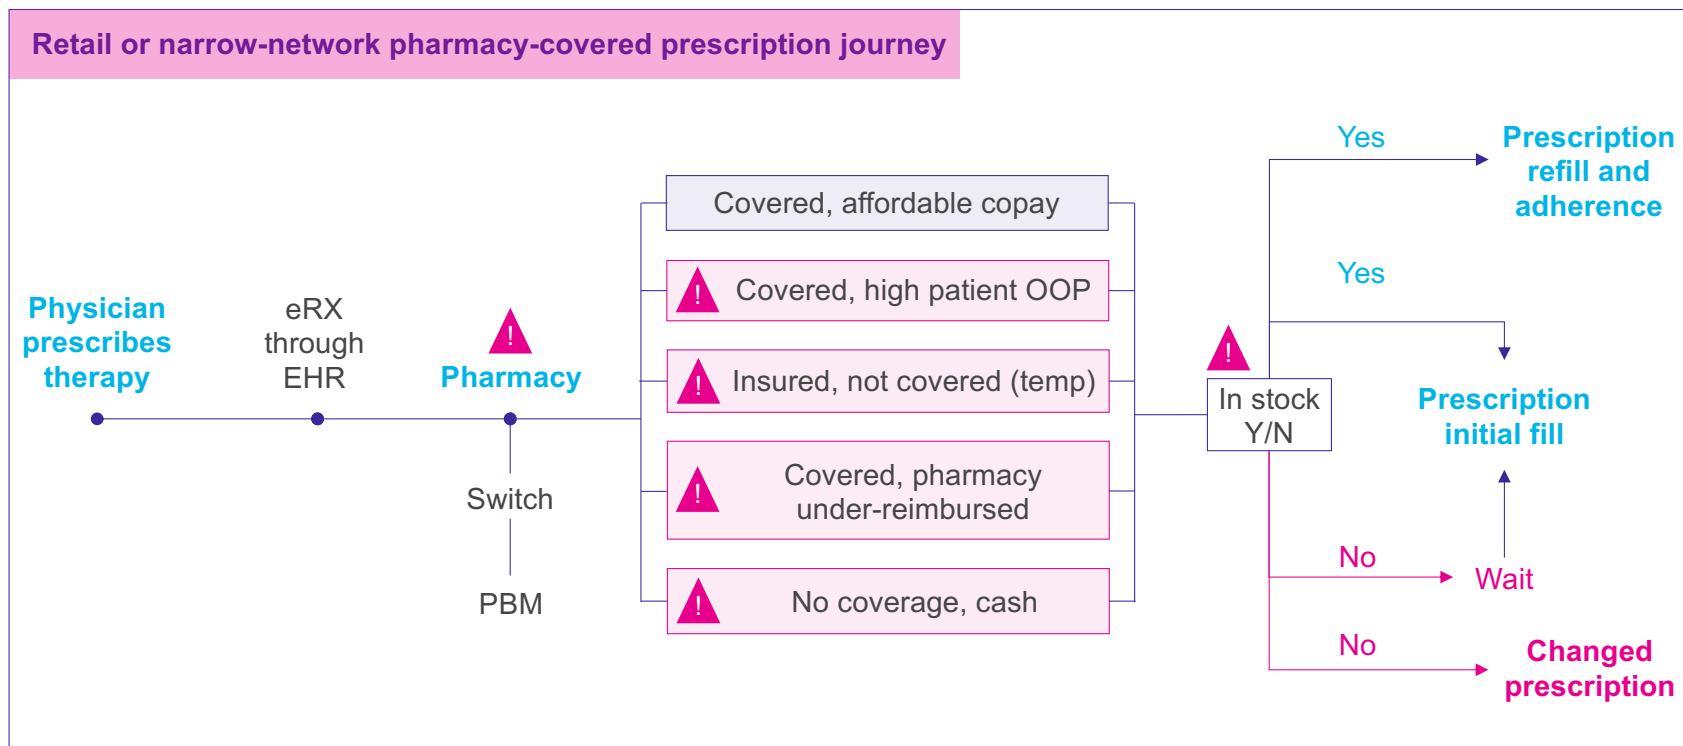 Retail or narrow-network pharmacy-covered prescription journey
Physician
prescribes
therapy
eRX
through
EHR
!
Pharmacy
Switch
PBM
Covered, affordable copay
! Covered, high patient OOP
! Insured, not covered (temp)
! Covered, pharmacy
under-reimbursed
! No coverage, cash
!
In stock
Y/N
Yes
Prescription
refill and
adherence
Yes
Prescription
initial fill
No
Wait
No
Changed
prescription